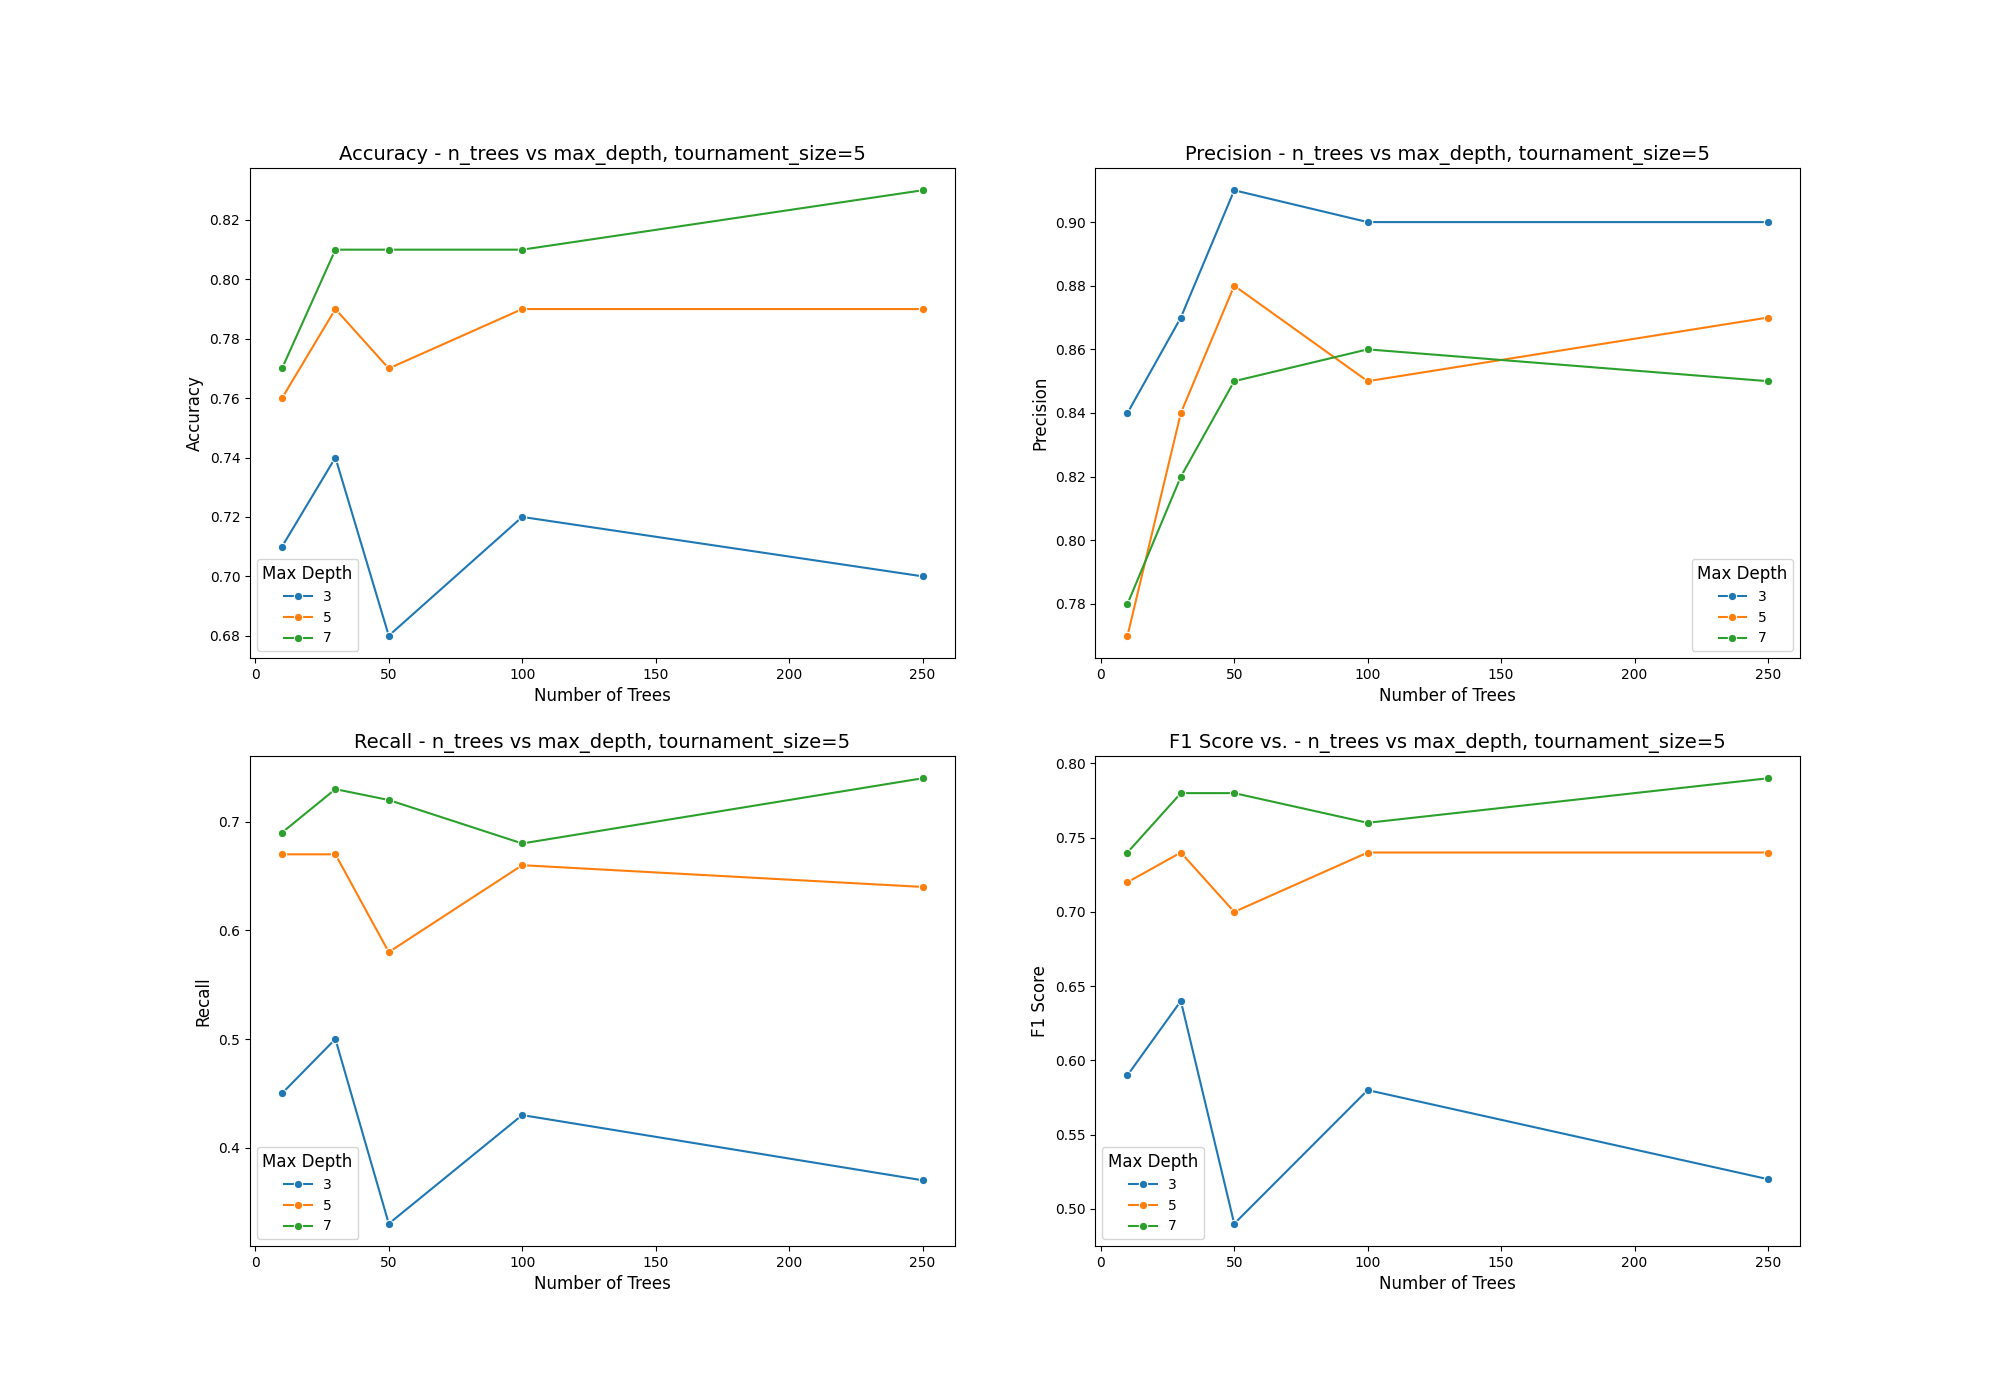 Accuracy - n_trees vs max_depth, tournament_size=5
Accuracy
0.82
0.80
0.78
0.76
0.74
0.72
0.70
0.68
Max Depth
3
5
7
0 50 100 150 200 250
Number of Trees
Precision - n_trees vs max_depth, tournament_size=5
Precision
0.90
0.88
0.86
0.84
0.82
0.80
0.78
Max Depth
3
5
7
0 50 100 150 200 250
Number of Trees
Recall - n_trees vs max_depth, tournament_size=5
Recall
0.7
0.6
0.5
0.4
Max Depth
3
5
7
0 50 100 150 200 250
Number of Trees
F1 Score vs. - n_trees vs max_depth, tournament_size=5
F1 Score
0.80
0.75
0.70
0.65
0.60
0.55
0.50
Max Depth
3
5
7
0 50 100 150 200 250
Number of Trees